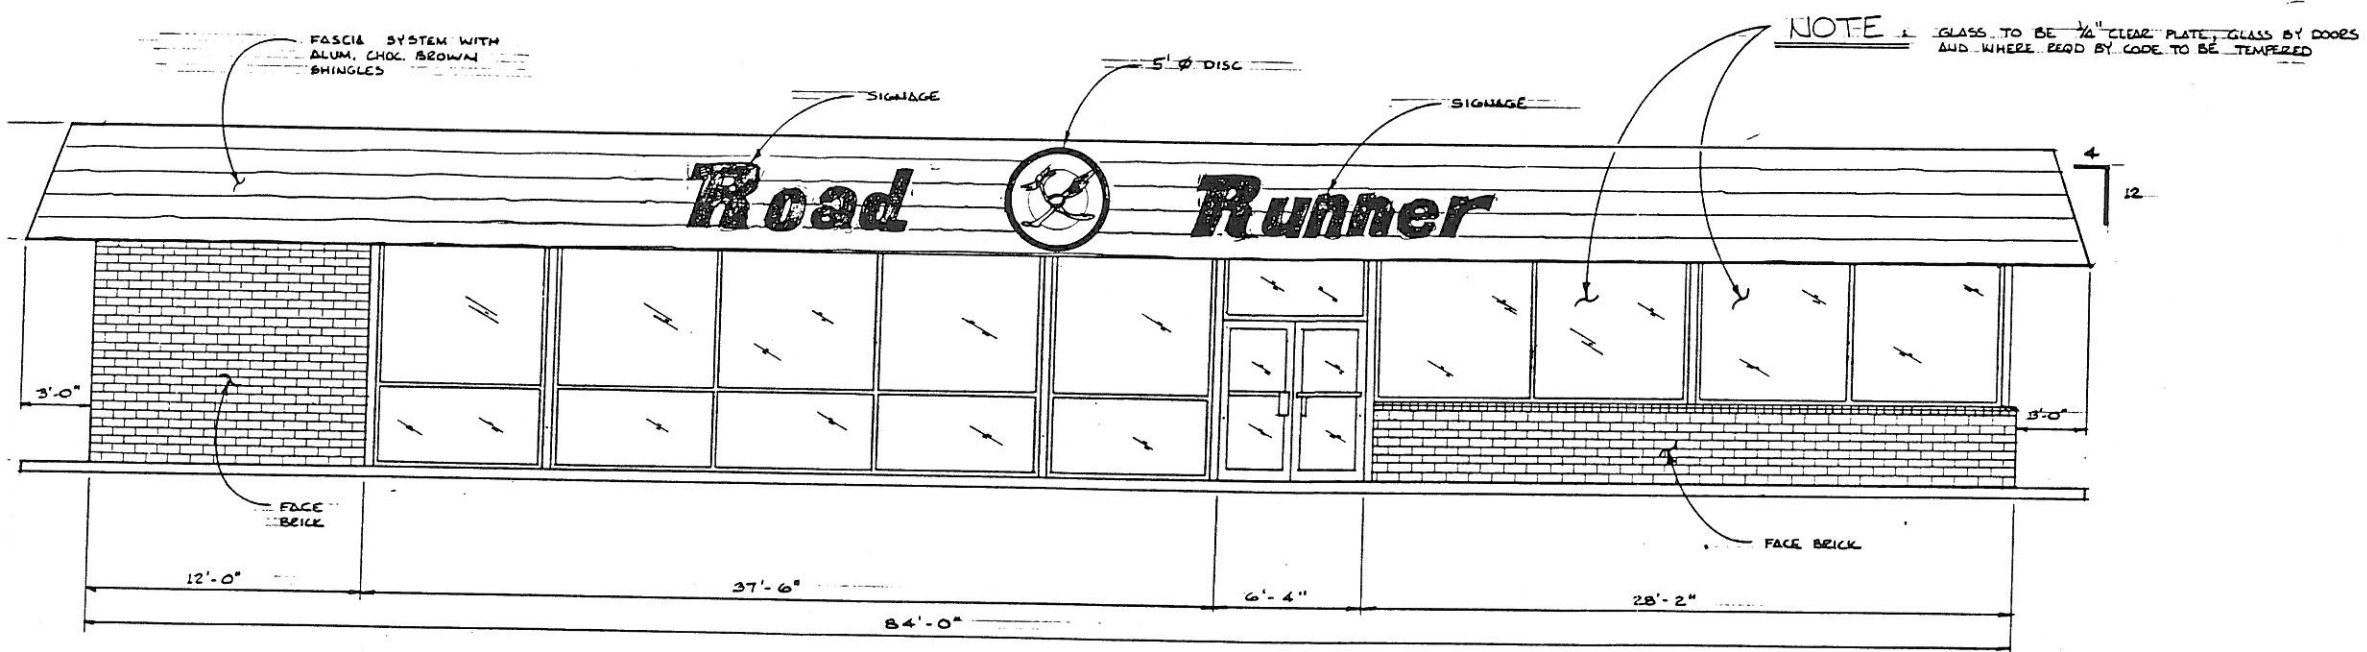 FASCIA SYSTEM WITH
ALUM. CHOC. BROWN
SHINGLES
SIGNAGE
5' Ø DISC
SIGNAGE
NOTE : GLASS TO BE 1/4" CLEAR PLATE, GLASS BY DOORS
AND WHERE REQD BY CODE TO BE TEMPERED
Road Runner
4
12
3'-0"
3'-0"
FACE
BRICK
FACE BRICK
12'-0"
37'-6"
6'-4"
28'-2"
84'-0"